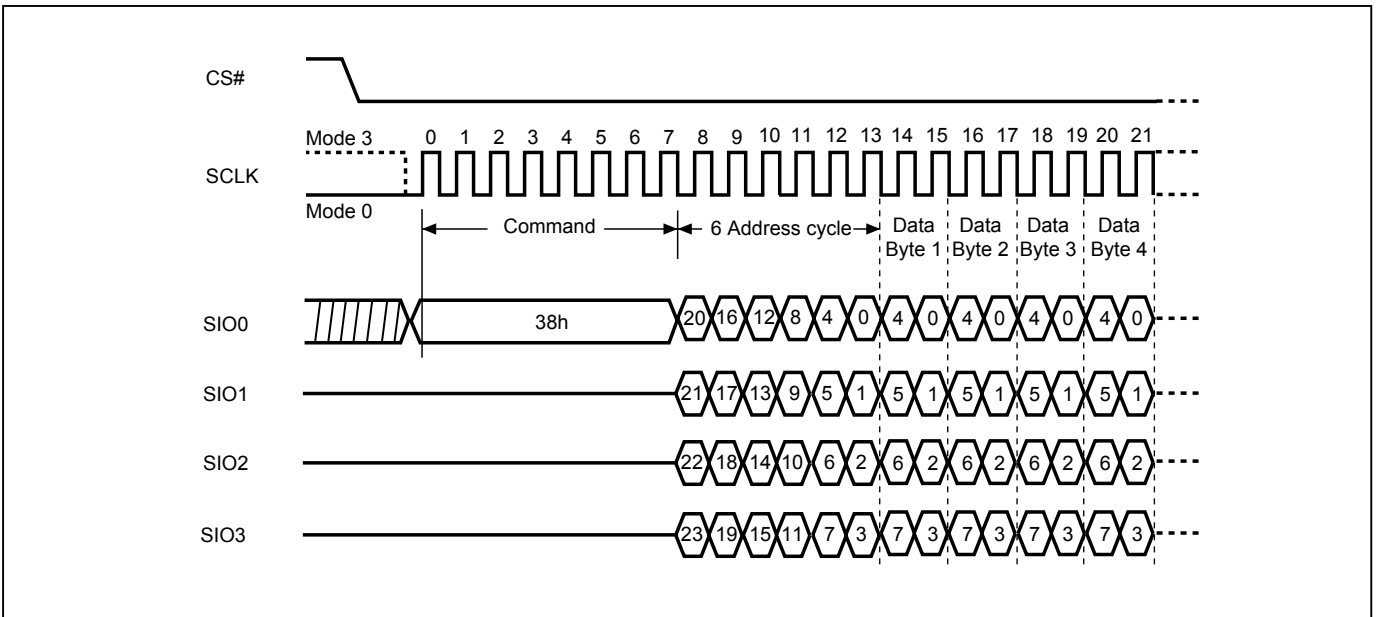 CS#
Mode 3 0 1 2 3 4 5 6 7 8 9 10 11 12 13 14 15 16 17 18 19 20 21
SCLK
Mode 0
Command 6 Address cycle Data Data Data Data
Byte 1 Byte 2 Byte 3 Byte 4
SIO0 38h 20 16 12 8 4 0 4 0 4 0 4 0 4 0
SIO1 21 17 13 9 5 1 5 1 5 1 5 1 5 1
SIO2 22 18 14 10 6 2 6 2 6 2 6 2 6 2
SIO3 23 19 15 11 7 3 7 3 7 3 7 3 7 3